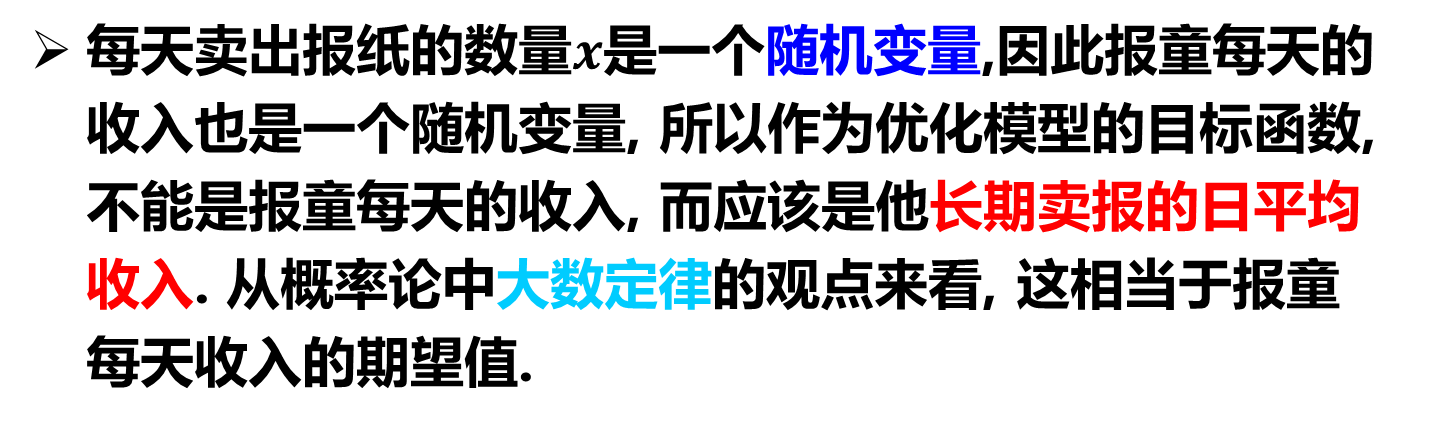 ➢ 每天卖出报纸的数量x是一个随机变量,因此报童每天的
收入也是一个随机变量, 所以作为优化模型的目标函数,
不能是报童每天的收入, 而应该是他长期卖报的日平均
收入. 从概率论中大数定律的观点来看, 这相当于报童
每天收入的期望值.